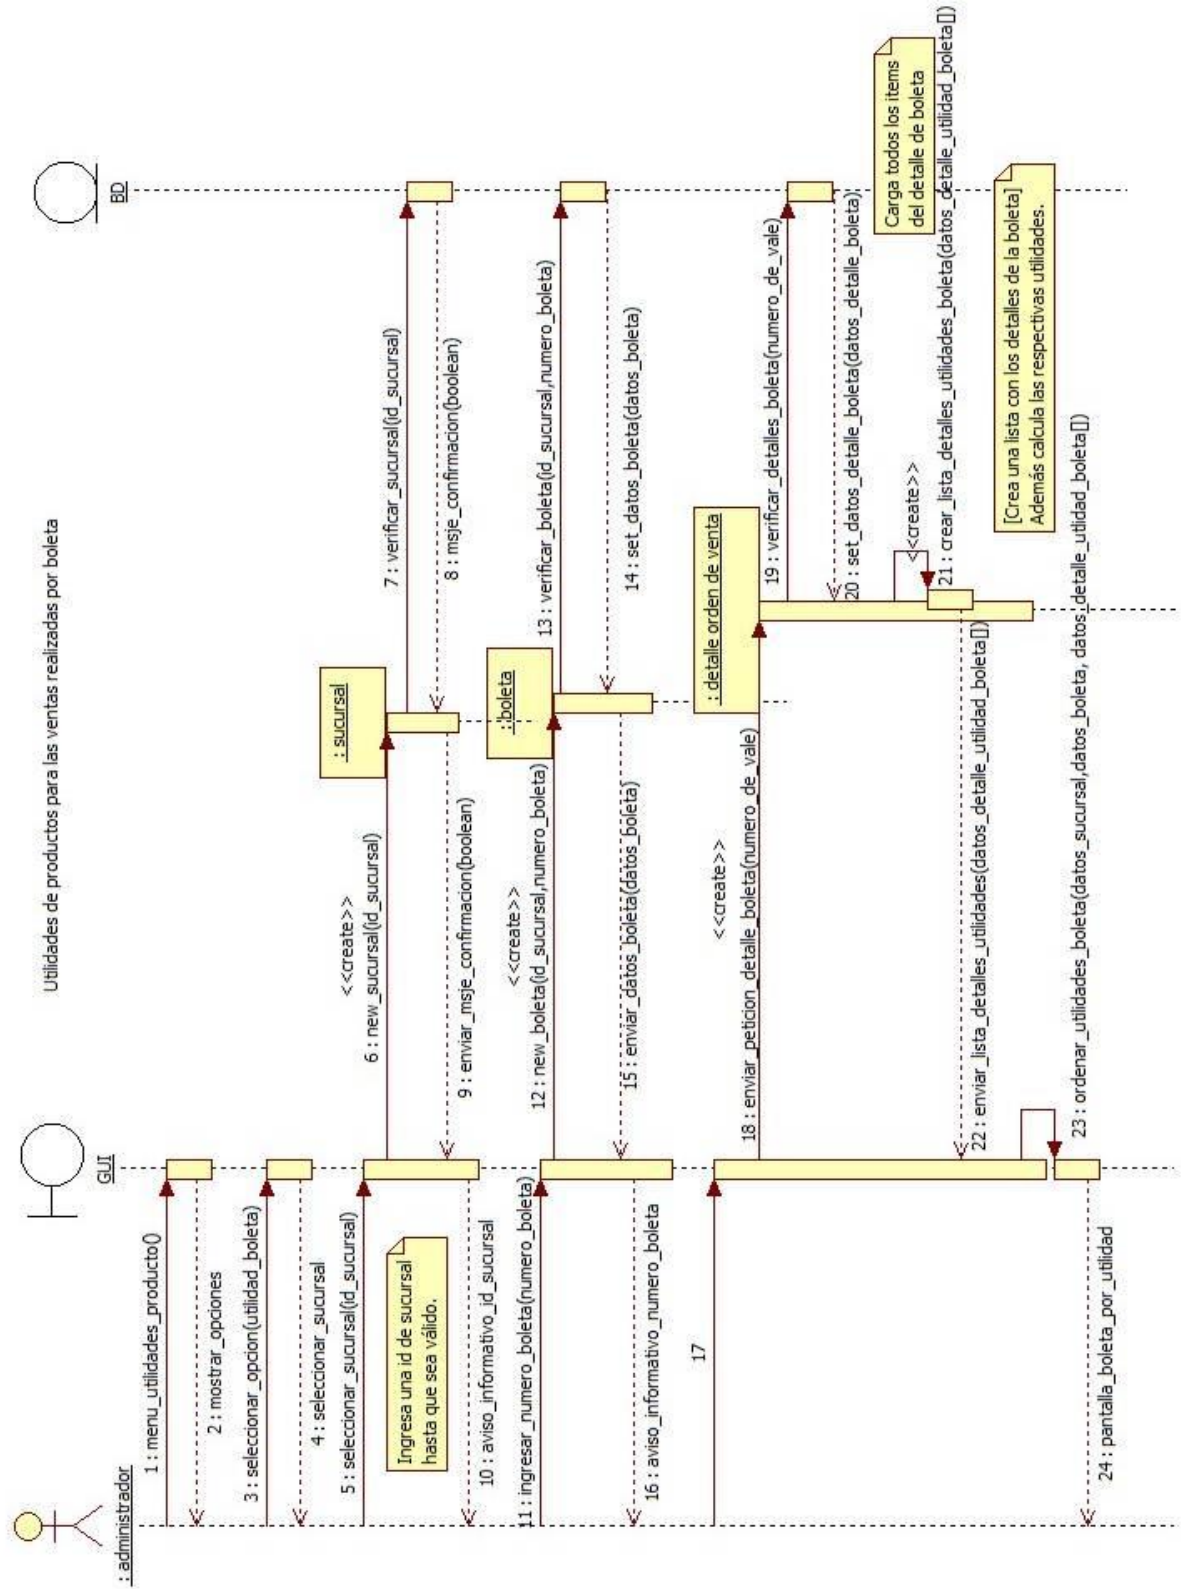 Utilidades de productos para las ventas realizadas por boleta
: administrador
GUI
BD
1 : menu_utilidades_producto()
2 : mostrar_opciones
3 : seleccionar_opcion(utilidad_boleta)
4 : seleccionar_sucursal
5 : seleccionar_sucursal(id_sucursal)
Ingresa una id de sucursal
hasta que sea válido.
<<create>>
6 : new_sucursal(id_sucursal)
: sucursal
7 : verificar_sucursal(id_sucursal)
8 : msje_confirmacion(boolean)
9 : enviar_msje_confirmacion(boolean)
10 : aviso_informativo_id_sucursal
11 : ingresar_numero_boleta(numero_boleta)
<<create>>
12 : new_boleta(id_sucursal,numero_boleta)
: boleta
13 : verificar_boleta(id_sucursal,numero_boleta)
14 : set_datos_boleta(datos_boleta)
15 : enviar_datos_boleta(datos_boleta)
16 : aviso_informativo_numero_boleta
17
<<create>>
18 : enviar_peticion_detalle_boleta(numero_de_vale)
: detalle orden de venta
19 : verificar_detalles_boleta(numero_de_vale)
20 : set_datos_detalle_boleta(datos_detalle_boleta)
Carga todos los items
del detalle de boleta
<<create>>
21 : crear_lista_detalles_utilidades_boleta(datos_detalle_utilidad_boleta[])
22 : enviar_lista_detalles_utilidades(datos_detalle_utilidad_boleta[])
[Crea una lista con los detalles de la boleta]
Además calcula las respectivas utilidades.
23 : ordenar_utilidades_boleta(datos_sucursal,datos_boleta, datos_detalle_utlidad_boleta[])
24 : pantalla_boleta_por_utilidad